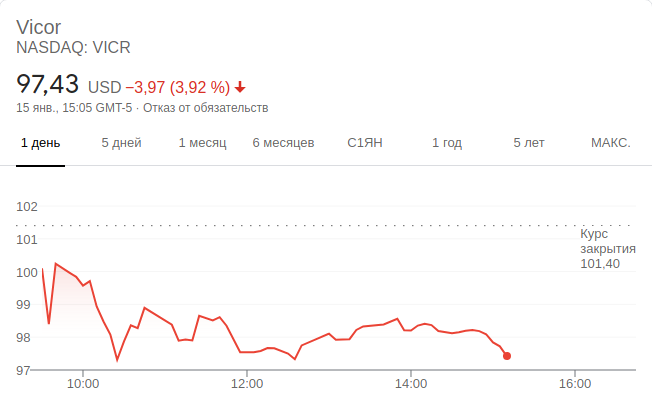 Vicor
NASDAQ: VICR
97,43 USD −3,97 (3,92 %)
15 янв., 15:05 GMT-5 · Отказ от обязательств
1 день 5 дней 1 месяц 6 месяцев С1ЯН 1 год 5 лет МАКС.
102
101
100
99
98
97
Курс
закрытия
101,40
10:00 12:00 14:00 16:00